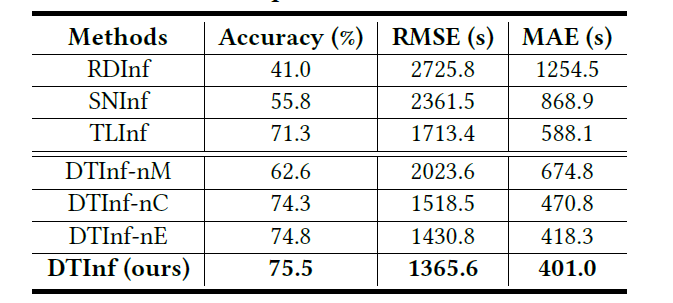 Methods Accuracy (%) RMSE (s) MAE (s)
RDInf 41.0 2725.8 1254.5
SNInf 55.8 2361.5 868.9
TLInf 71.3 1713.4 588.1
DTInf-nM 62.6 2023.6 674.8
DTInf-nC 74.3 1518.5 470.8
DTInf-nE 74.8 1430.8 418.3
DTInf (ours) 75.5 1365.6 401.0